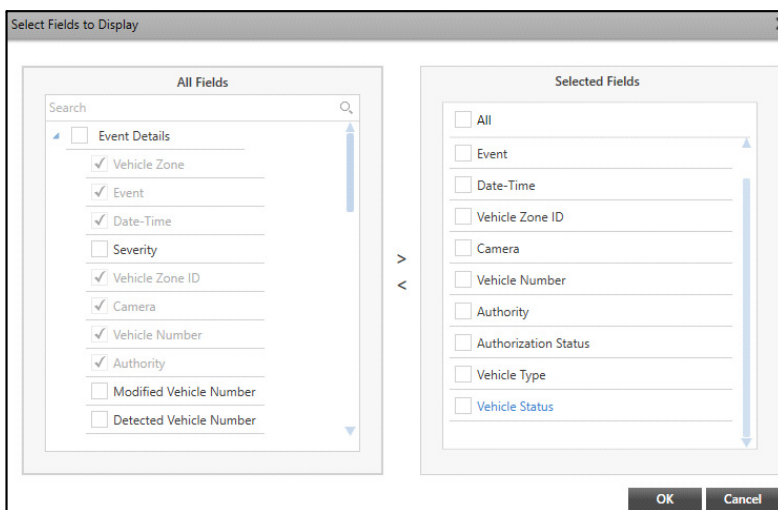 Select Fields to Display
All Fields
Search
Event Details
Vehicle Zone
Event
Date-Time
Severity
Vehicle Zone ID
Camera
Vehicle Number
Authority
Modified Vehicle Number
Detected Vehicle Number
>
<
Selected Fields
All
Event
Date-Time
Vehicle Zone ID
Camera
Vehicle Number
Authority
Authorization Status
Vehicle Type
Vehicle Status
OK
Cancel